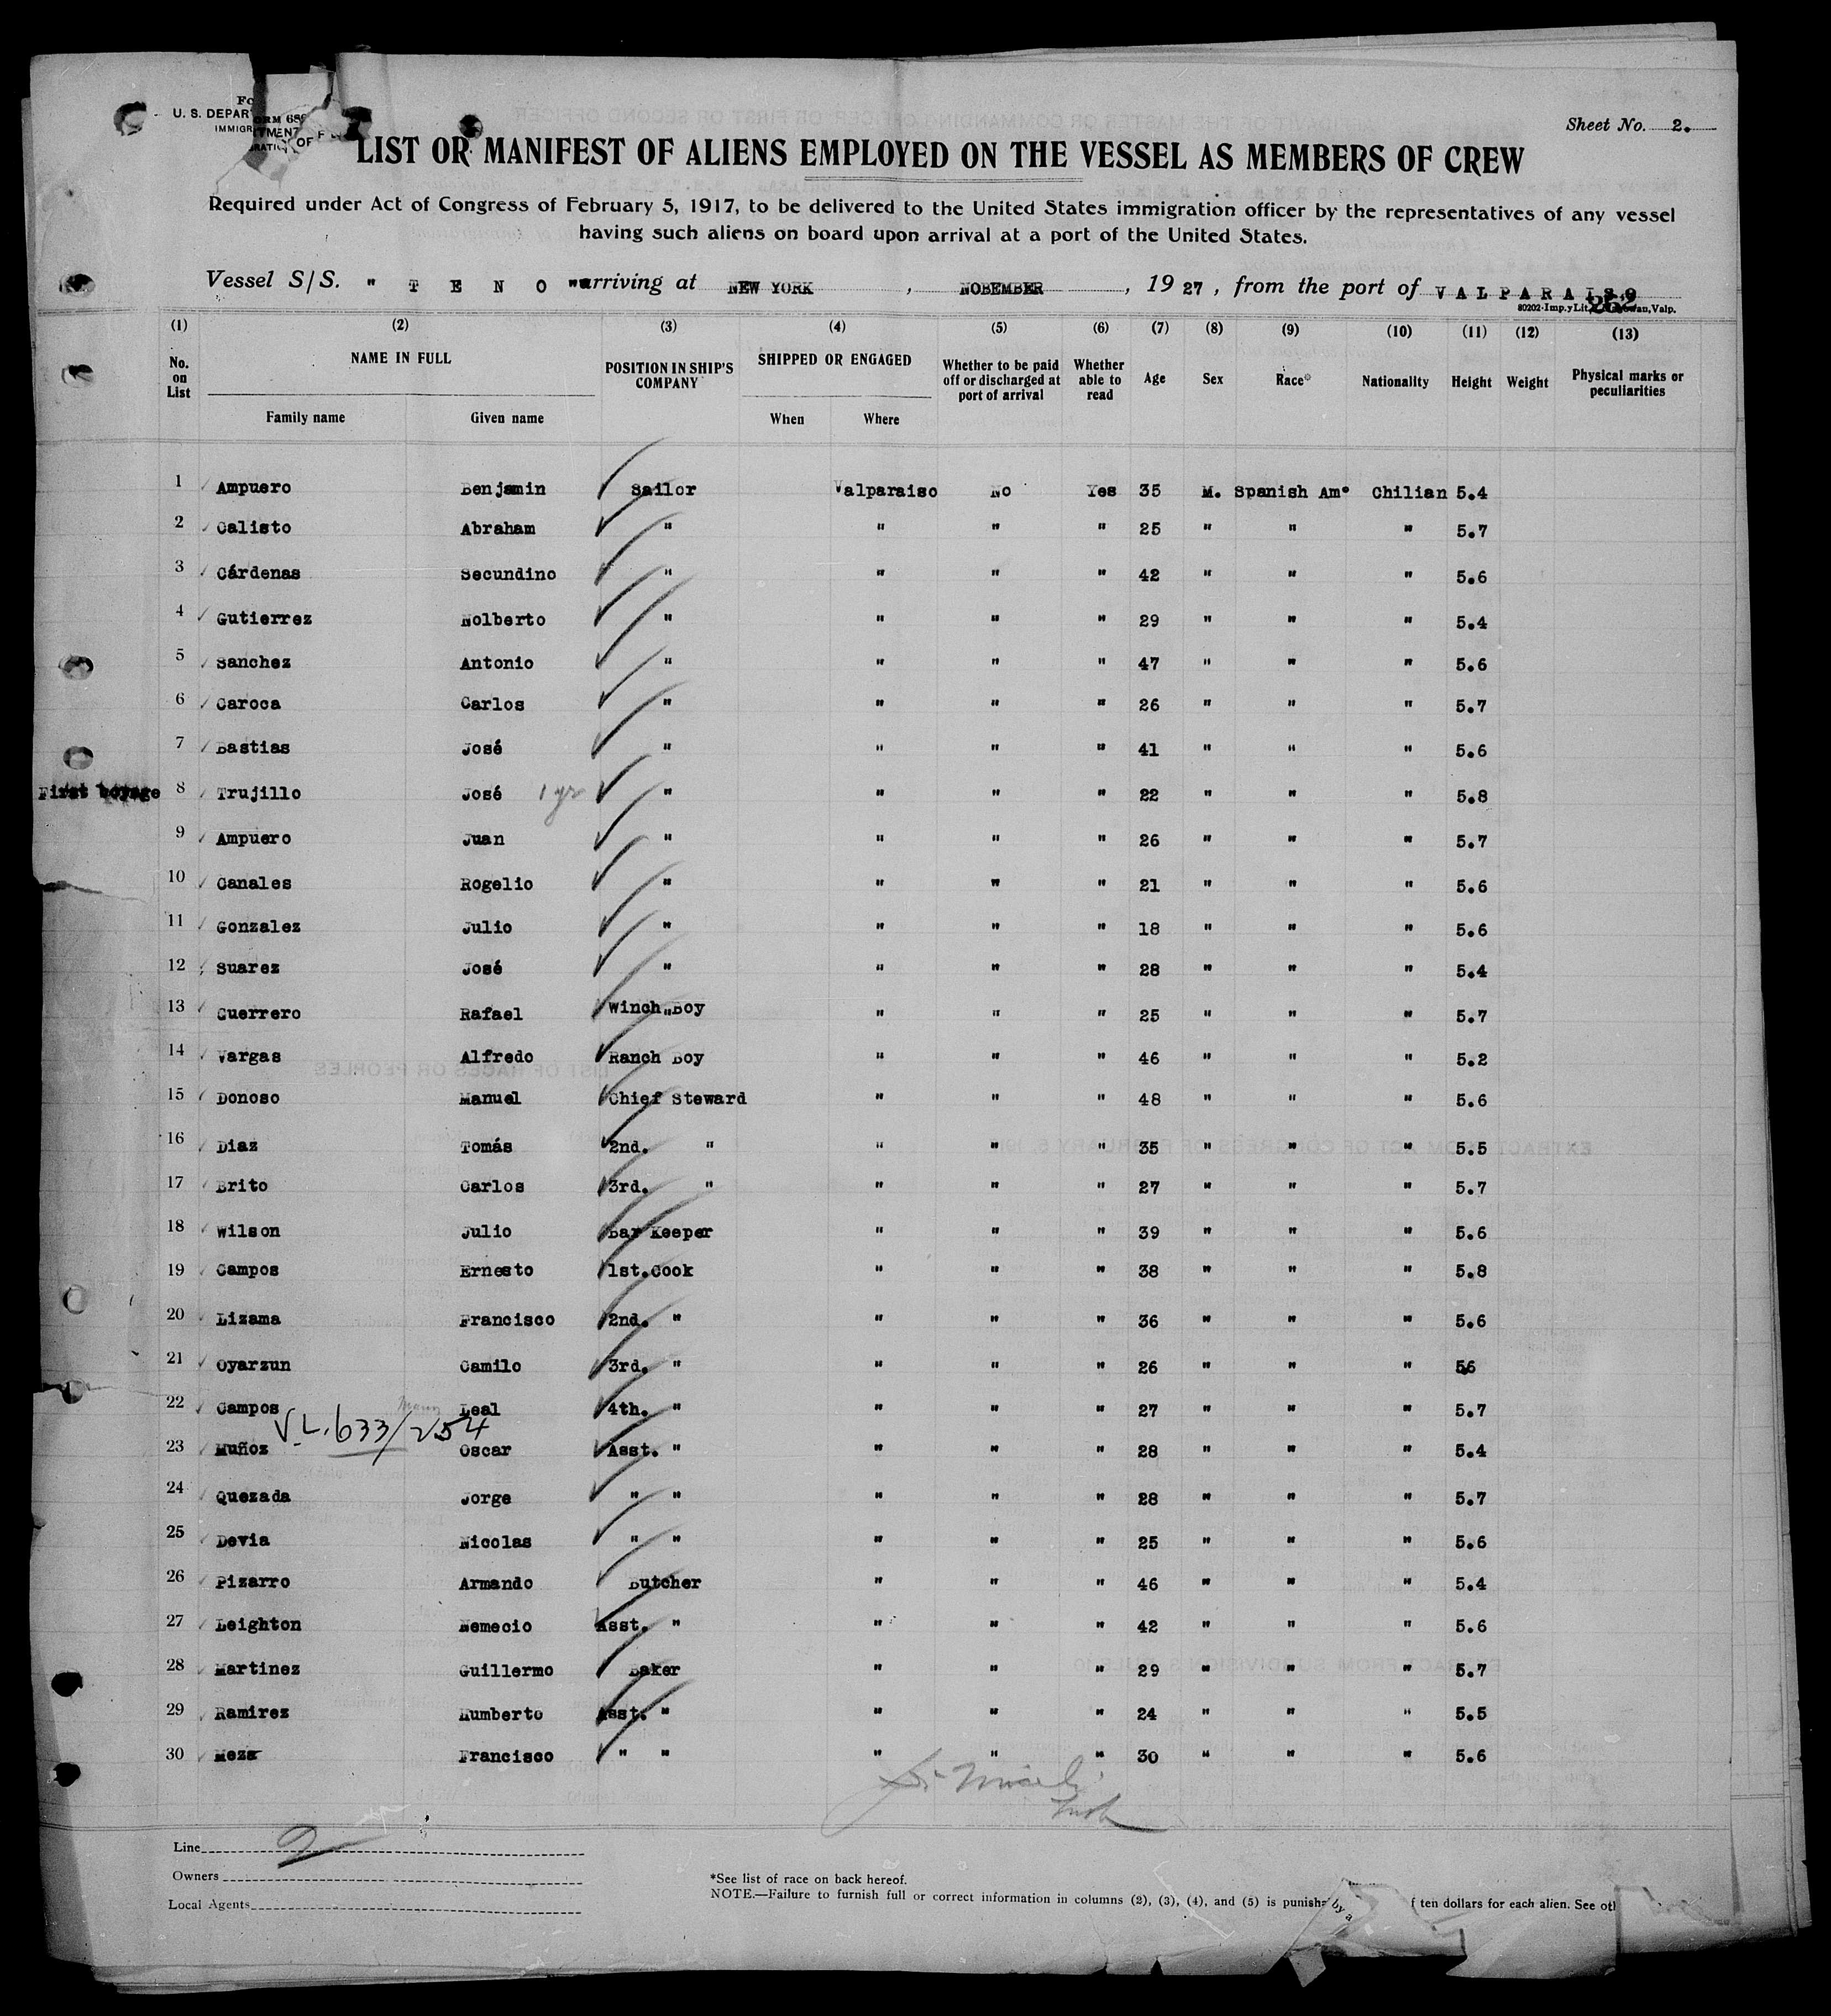 Sheet No. 2.
U. S. DEPAR
LIST OR MANIFEST OF ALIENS EMPLOYED ON THE VESSEL AS MEMBERS OF CREW
Required under Act of Congress of February 5, 1917, to be delivered to the United States immigration officer by the representatives of any vessel
having such aliens on board upon arrival at a port of the United States.
Vessel S/S. " T E N O " arriving at NEW YORK , NOBEMBER , 19 27 , from the port of V A L P A R A I S O
(1) (2) (3) (4) (5) (6) (7) (8) (9) (10) (11) (12) (13)
No. on List NAME IN FULL Family name Given name POSITION IN SHIP'S COMPANY SHIPPED OR ENGAGED When Where Whether to be paid off or discharged at port of arrival Whether able to read Age Sex Race* Nationality Height Weight Physical marks or peculiarities
1 Ampuero Benjamin Sailor Valparaiso No Yes 35 M. Spanish Amº Chilian 5.4
2 Calisto Abraham " " " " 25 " " " 5.7
3 Cárdenas Secundino " " " " 42 " " " 5.6
4 Gutierrez Nolberto " " " " 29 " " " 5.4
5 Sanchez Antonio " " " " 47 " " " 5.6
6 Caroca Carlos " " " " 26 " " " 5.7
7 Bastias José " " " " 41 " " " 5.6
First voyage 8 Trujillo José 1 yr " " " " 22 " " " 5.8
9 Ampuero Juan " " " " 26 " " " 5.7
10 Canales Rogelio " " " " 21 " " " 5.6
11 Gonzalez Julio " " " " 18 " " " 5.6
12 Suarez José " " " " 28 " " " 5.4
13 Guerrero Rafael Winch "Boy " " " 25 " " " 5.7
14 Vargas Alfredo Ranch Boy " " " 46 " " " 5.2
15 Donoso Manuel Chief Steward " " " 48 " " " 5.6
16 Diaz Tomás 2nd. " " " " 35 " " " 5.5
17 Brito Carlos 3rd. " " " " 27 " " " 5.7
18 Wilson Julio Bar Keeper " " " 39 " " " 5.6
19 Campos Ernesto 1st.Cook " " " 38 " " " 5.8
20 Lizama Francisco 2nd. " " " " 36 " " " 5.6
21 Oyarzun Camilo 3rd. " " " " 26 " " " 56
22 Campos Leal 4th. " " " " 27 " " " 5.7
V.L. 633/254
23 Muñoz Oscar Asst. " " " " 28 " " " 5.4
24 Quezada Jorge " " " " " 28 " " " 5.7
25 Devia Nicolas " " " " " 25 " " " 5.6
26 Pizarro Armando Butcher " " " 46 " " " 5.4
27 Leighton Nemecio Asst. " " " " 42 " " " 5.6
28 Martinez Guillermo Baker " " " 29 " " " 5.7
29 Ramirez Humberto Asst. " " " " 24 " " " 5.5
30 Meza Francisco " " " " " 30 " " " 5.6
Line
Owners
Local Agents
*See list of race on back hereof.
NOTE.—Failure to furnish full or correct information in columns (2), (3), (4), and (5) is punish by a ten dollars for each alien. See